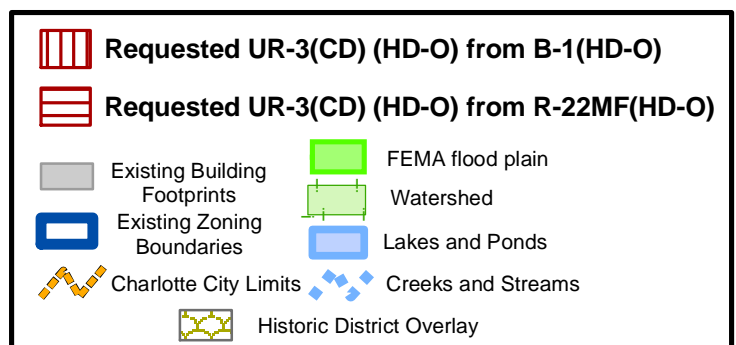 Requested UR-3(CD) (HD-O) from B-1(HD-O)
Requested UR-3(CD) (HD-O) from R-22MF(HD-O)
Existing Building
Footprints
Existing Zoning
Boundaries
Charlotte City Limits
FEMA flood plain
Watershed
Lakes and Ponds
Creeks and Streams
Historic District Overlay